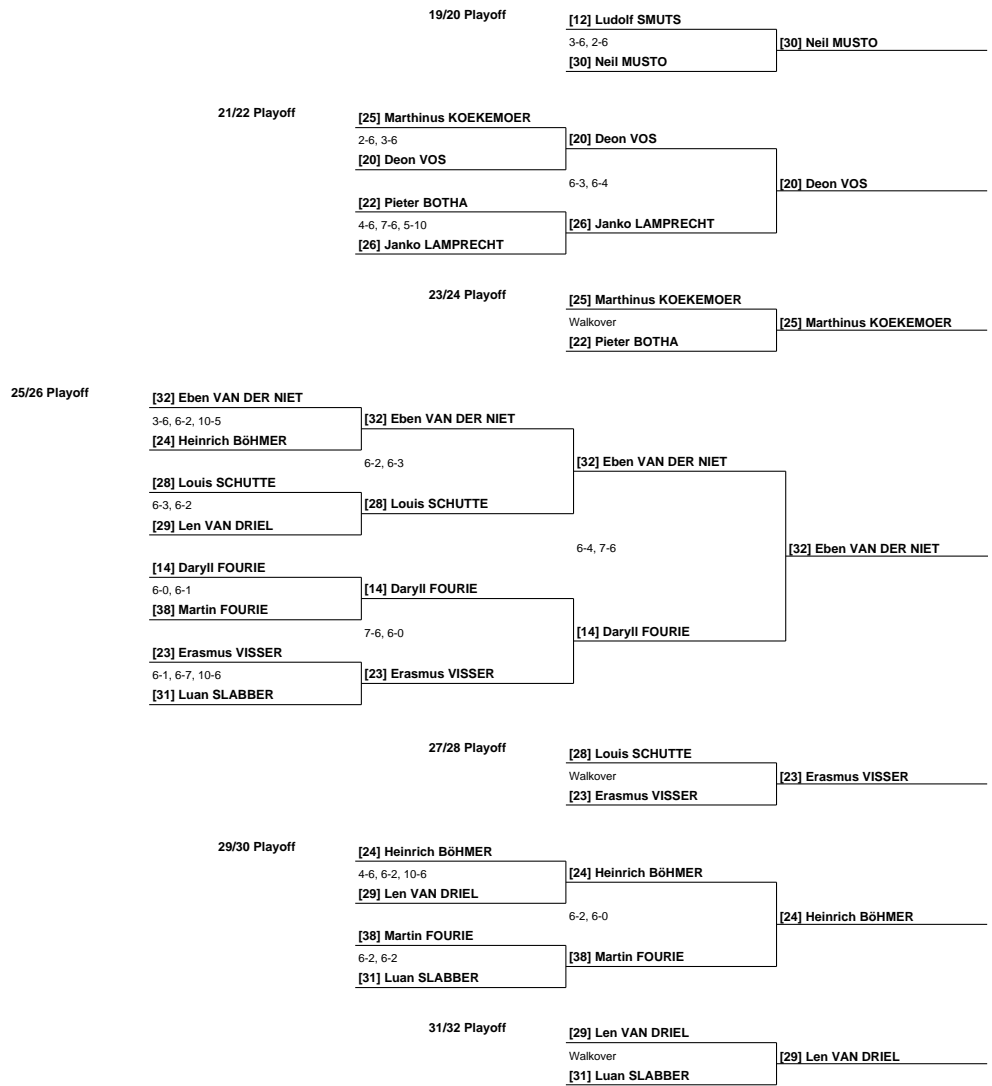 19/20 Playoff
[12] Ludolf SMUTS
3-6, 2-6
[30] Neil MUSTO
[30] Neil MUSTO
21/22 Playoff
[25] Marthinus KOEKEMOER
2-6, 3-6
[20] Deon VOS
[20] Deon VOS
6-3, 6-4
[20] Deon VOS
[22] Pieter BOTHA
4-6, 7-6, 5-10
[26] Janko LAMPRECHT
[26] Janko LAMPRECHT
23/24 Playoff
[25] Marthinus KOEKEMOER
Walkover
[25] Marthinus KOEKEMOER
[22] Pieter BOTHA
25/26 Playoff
[32] Eben VAN DER NIET
3-6, 6-2, 10-5
[32] Eben VAN DER NIET
[24] Heinrich BöHMER
6-2, 6-3
[32] Eben VAN DER NIET
[28] Louis SCHUTTE
6-3, 6-2
[28] Louis SCHUTTE
[29] Len VAN DRIEL
6-4, 7-6
[32] Eben VAN DER NIET
[14] Daryll FOURIE
6-0, 6-1
[14] Daryll FOURIE
[38] Martin FOURIE
7-6, 6-0
[14] Daryll FOURIE
[23] Erasmus VISSER
6-1, 6-7, 10-6
[23] Erasmus VISSER
[31] Luan SLABBER
27/28 Playoff
[28] Louis SCHUTTE
Walkover
[23] Erasmus VISSER
[23] Erasmus VISSER
29/30 Playoff
[24] Heinrich BöHMER
4-6, 6-2, 10-6
[24] Heinrich BöHMER
[29] Len VAN DRIEL
6-2, 6-0
[24] Heinrich BöHMER
[38] Martin FOURIE
6-2, 6-2
[38] Martin FOURIE
[31] Luan SLABBER
31/32 Playoff
[29] Len VAN DRIEL
Walkover
[29] Len VAN DRIEL
[31] Luan SLABBER